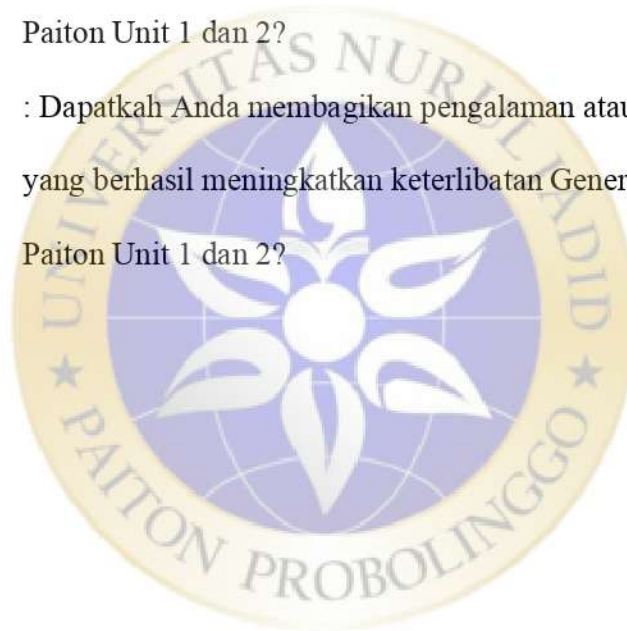 Paiton Unit 1 dan 2?
: Dapatkah Anda membagikan pengalaman atau
yang berhasil meningkatkan keterlibatan Gener
Paiton Unit 1 dan 2?
UNIVERSITAS NURUL JADID
PAITON PROBOLINGGO